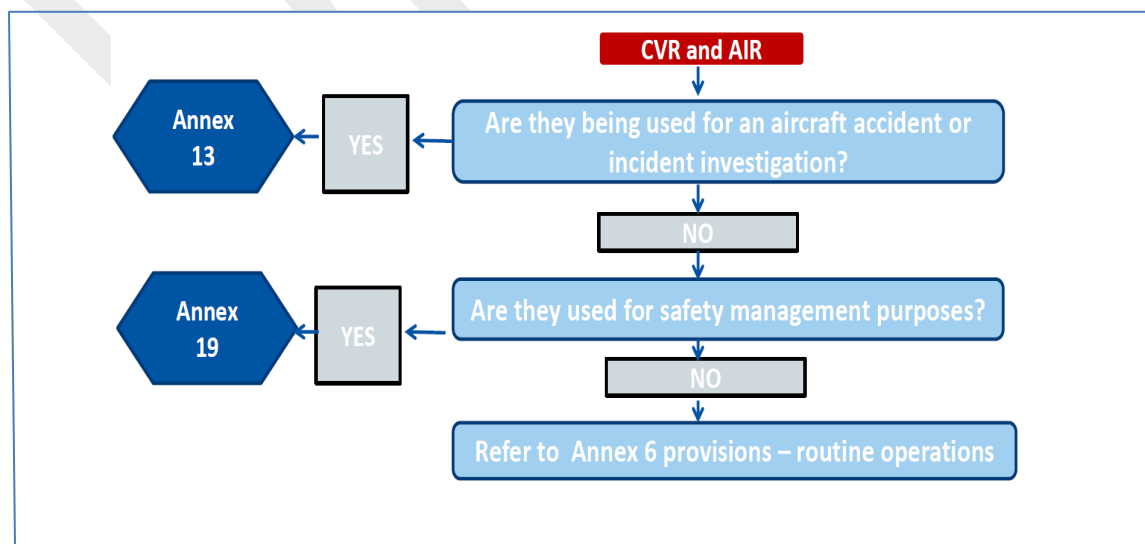 CVR and AIR
Are they being used for an aircraft accident or
incident investigation?
YES
Annex
13
NO
Are they used for safety management purposes?
YES
Annex
19
NO
Refer to Annex 6 provisions – routine operations